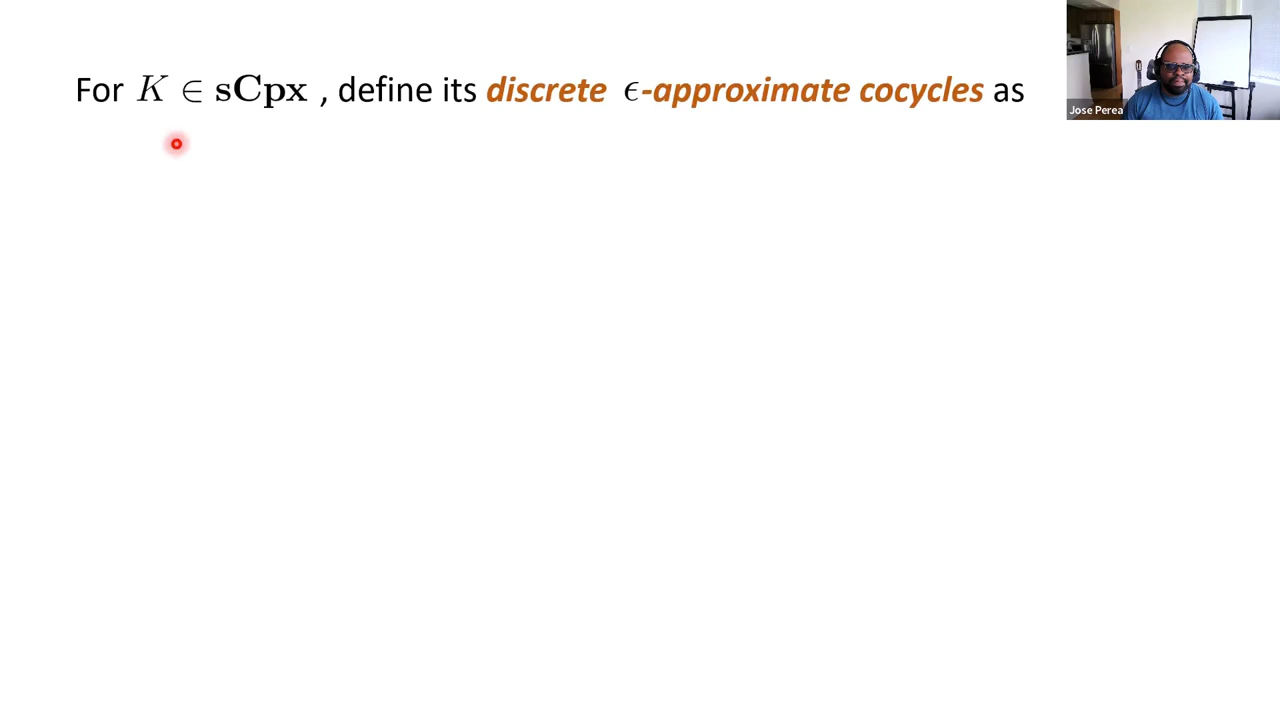 For K ∈ sCpx , define its discrete ϵ-approximate cocycles as
Jose Perea